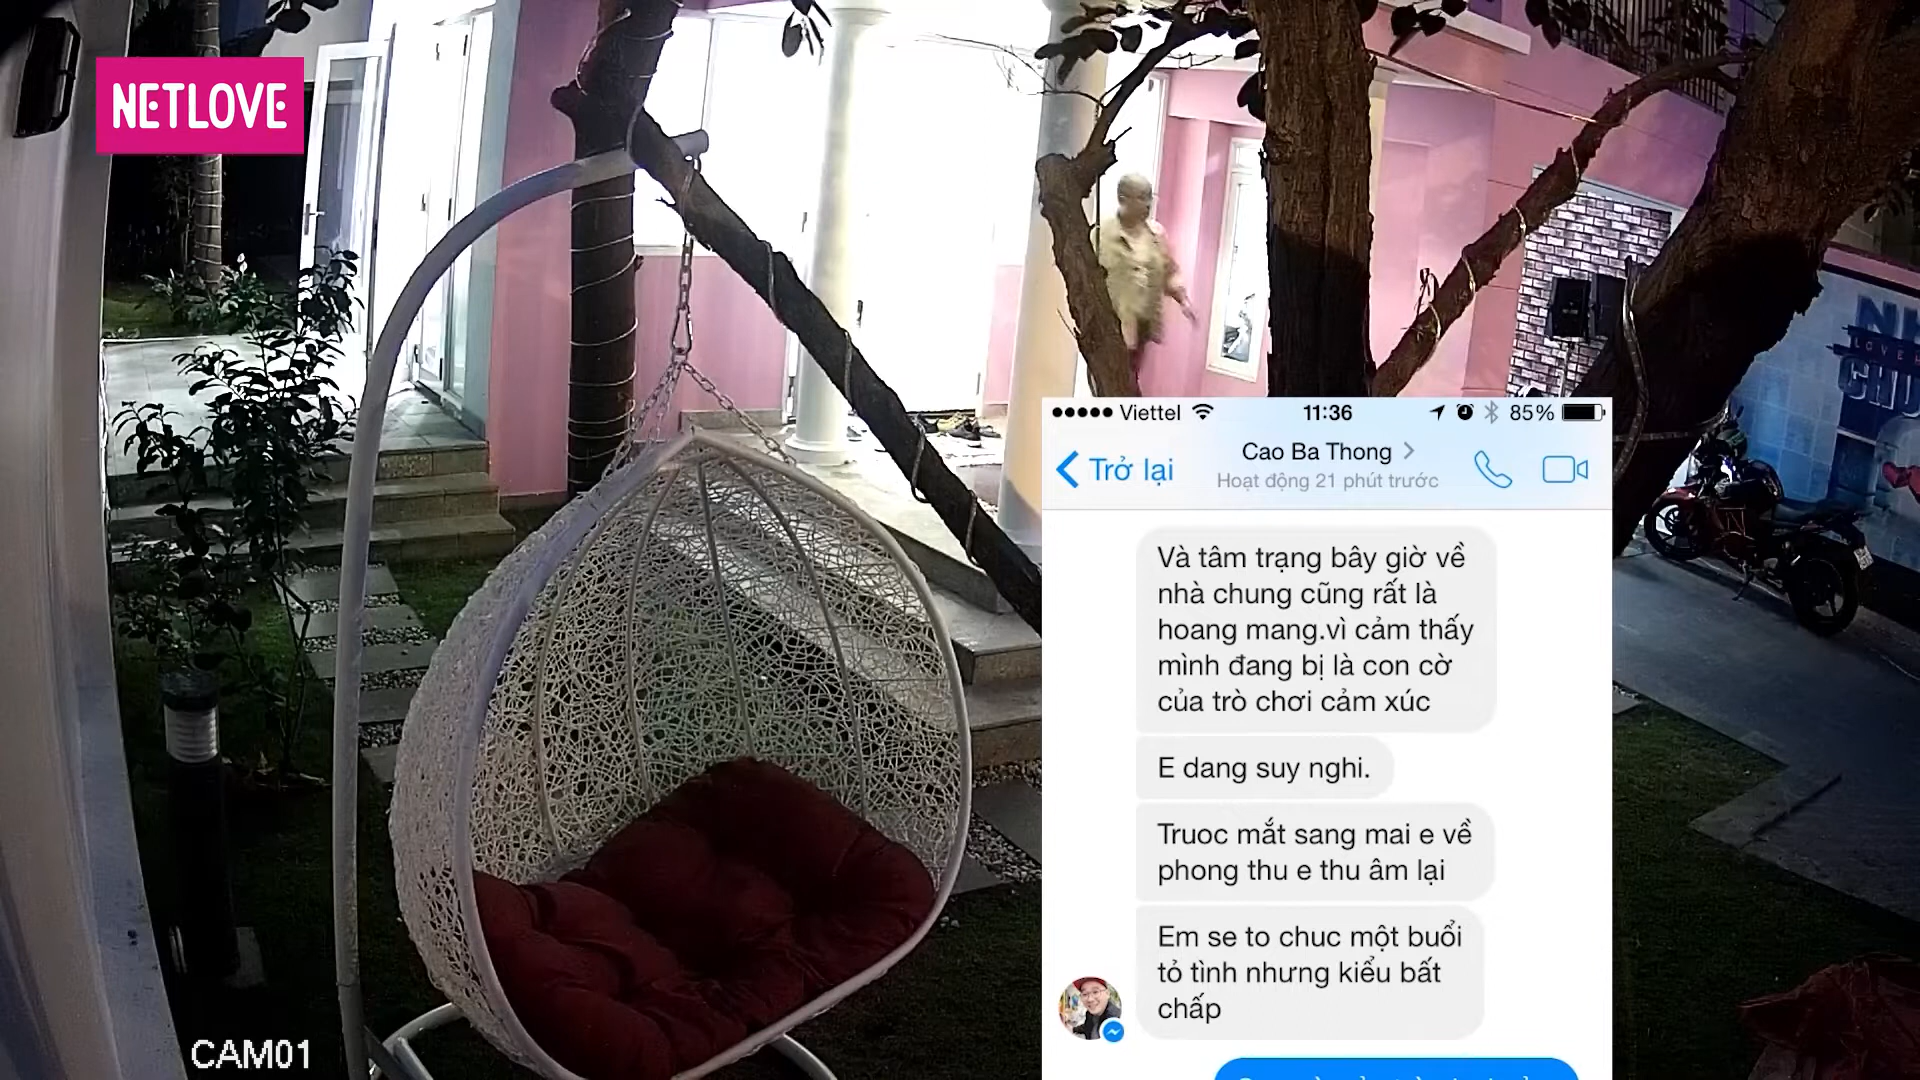 NETLOVE
Viettel 11:36 85%
Trở lại
Cao Ba Thong
Hoạt động 21 phút trước
Và tâm trạng bây giờ về
nhà chung cũng rất là
hoang mang.vì cảm thấy
mình đang bị là con cờ
của trò chơi cảm xúc
E dang suy nghi.
Truoc mắt sang mai e về
phong thu e thu âm lại
Em se to chuc một buổi
tỏ tình nhưng kiểu bất
chấp
CAM01